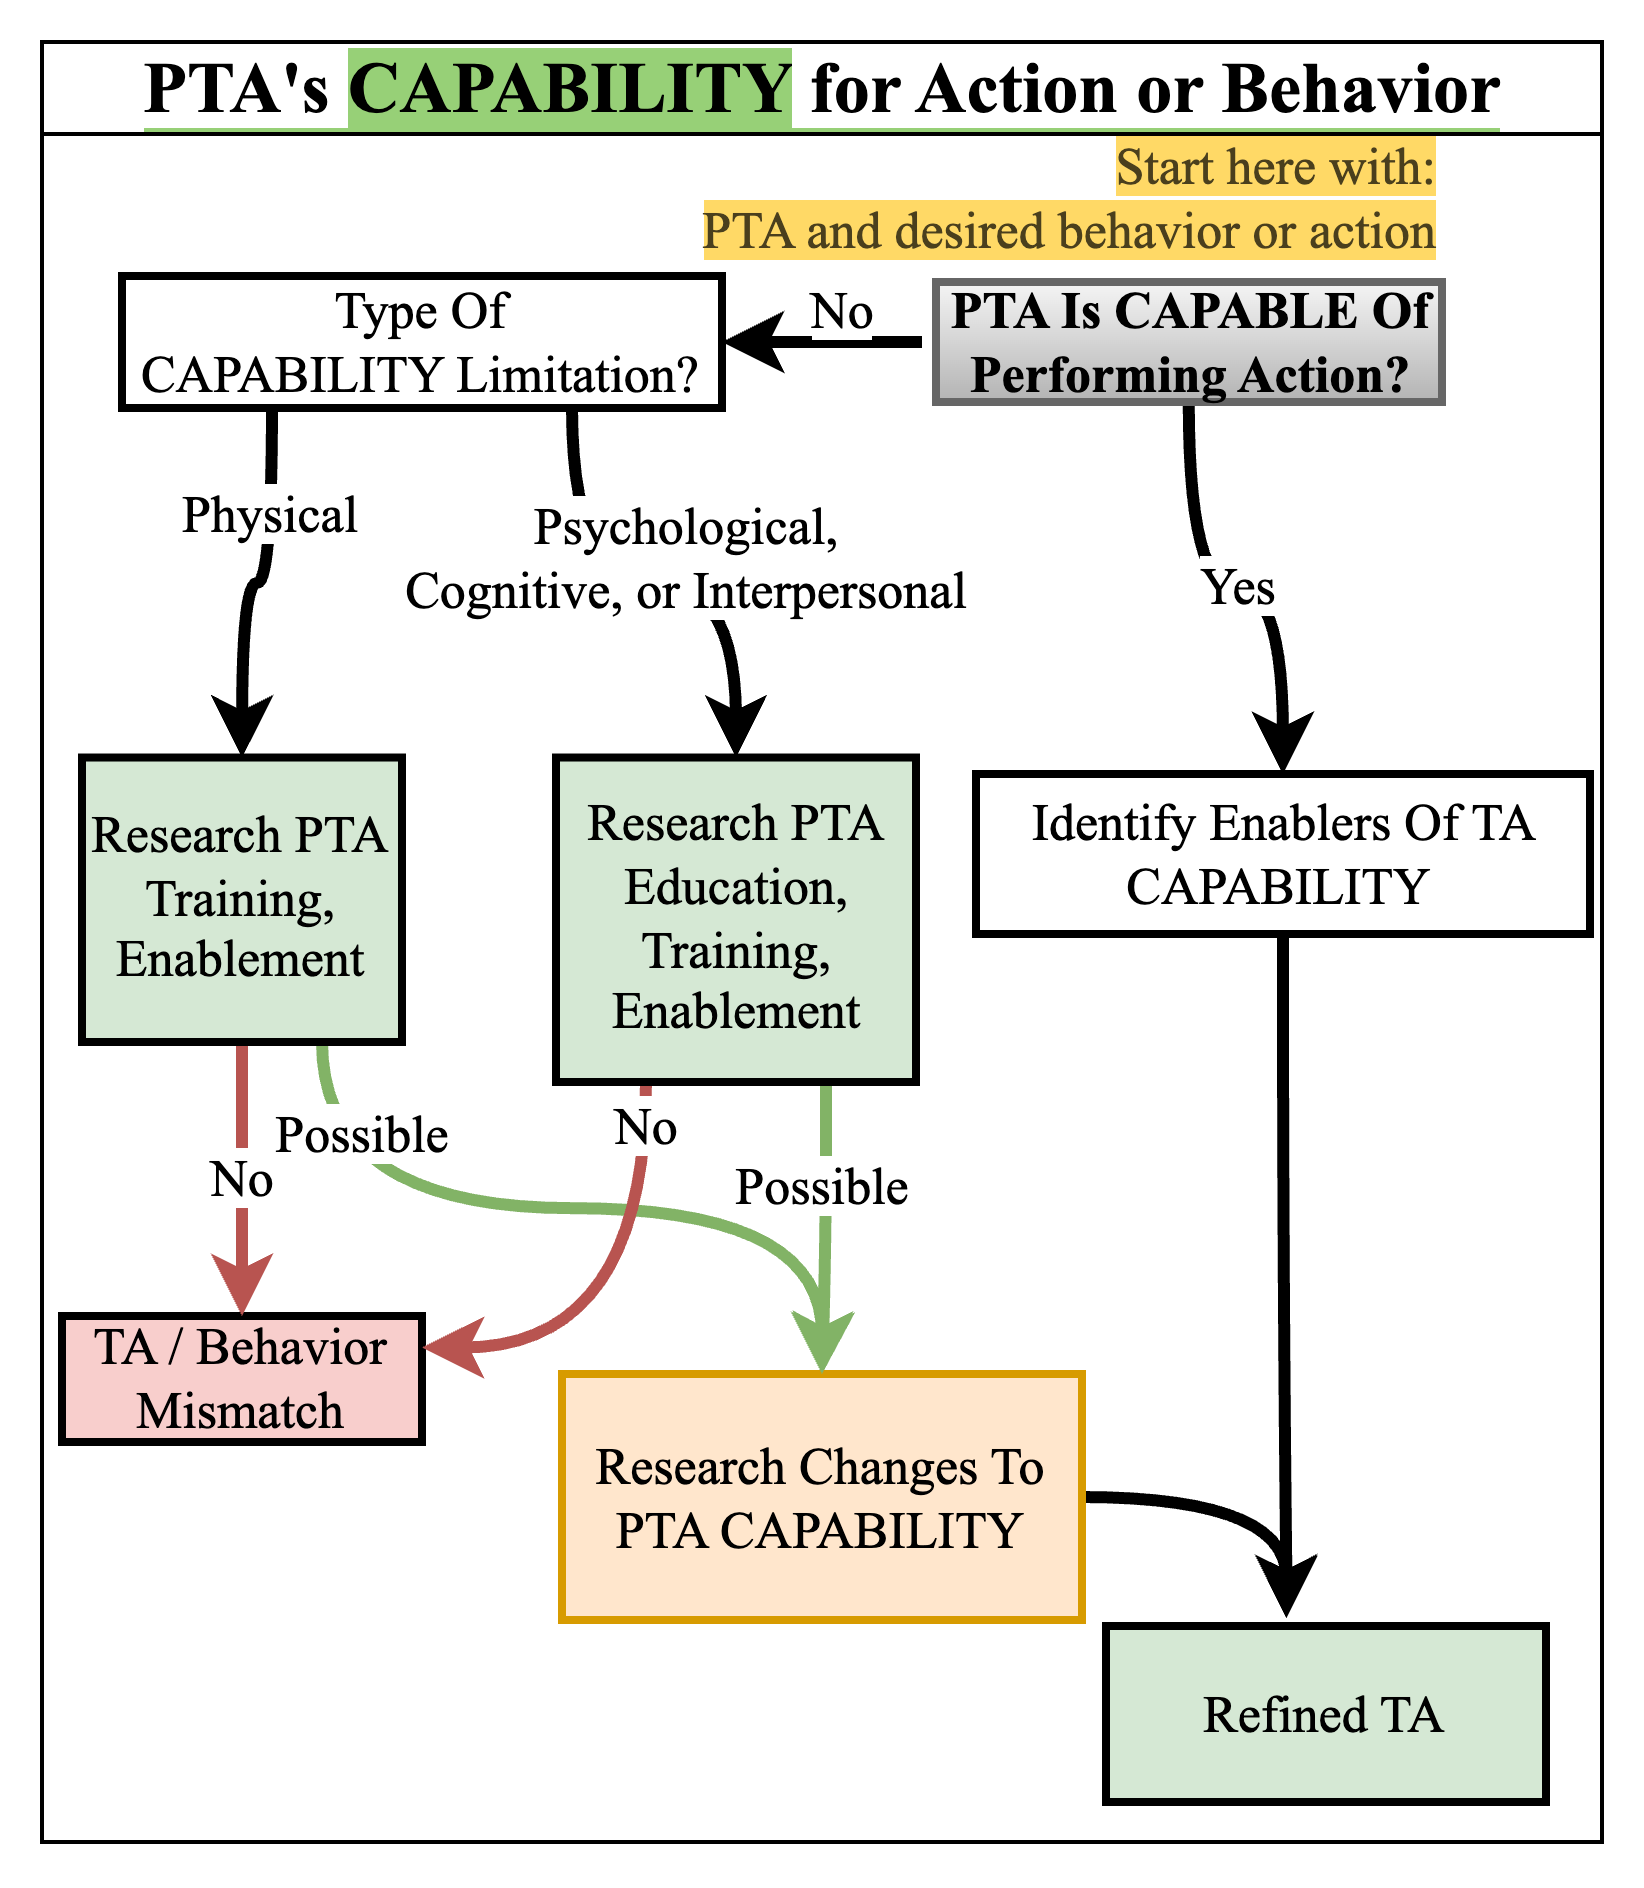 PTA's CAPABILITY for Action or Behavior
Start here with:
PTA and desired behavior or action
PTA Is CAPABLE Of
Performing Action?
No
Type Of
CAPABILITY Limitation?
Physical
Psychological,
Cognitive, or Interpersonal
Yes
Research PTA
Training,
Enablement
Research PTA
Education,
Training,
Enablement
Identify Enablers Of TA
CAPABILITY
No
Possible
No
Possible
TA / Behavior
Mismatch
Research Changes To
PTA CAPABILITY
Refined TA